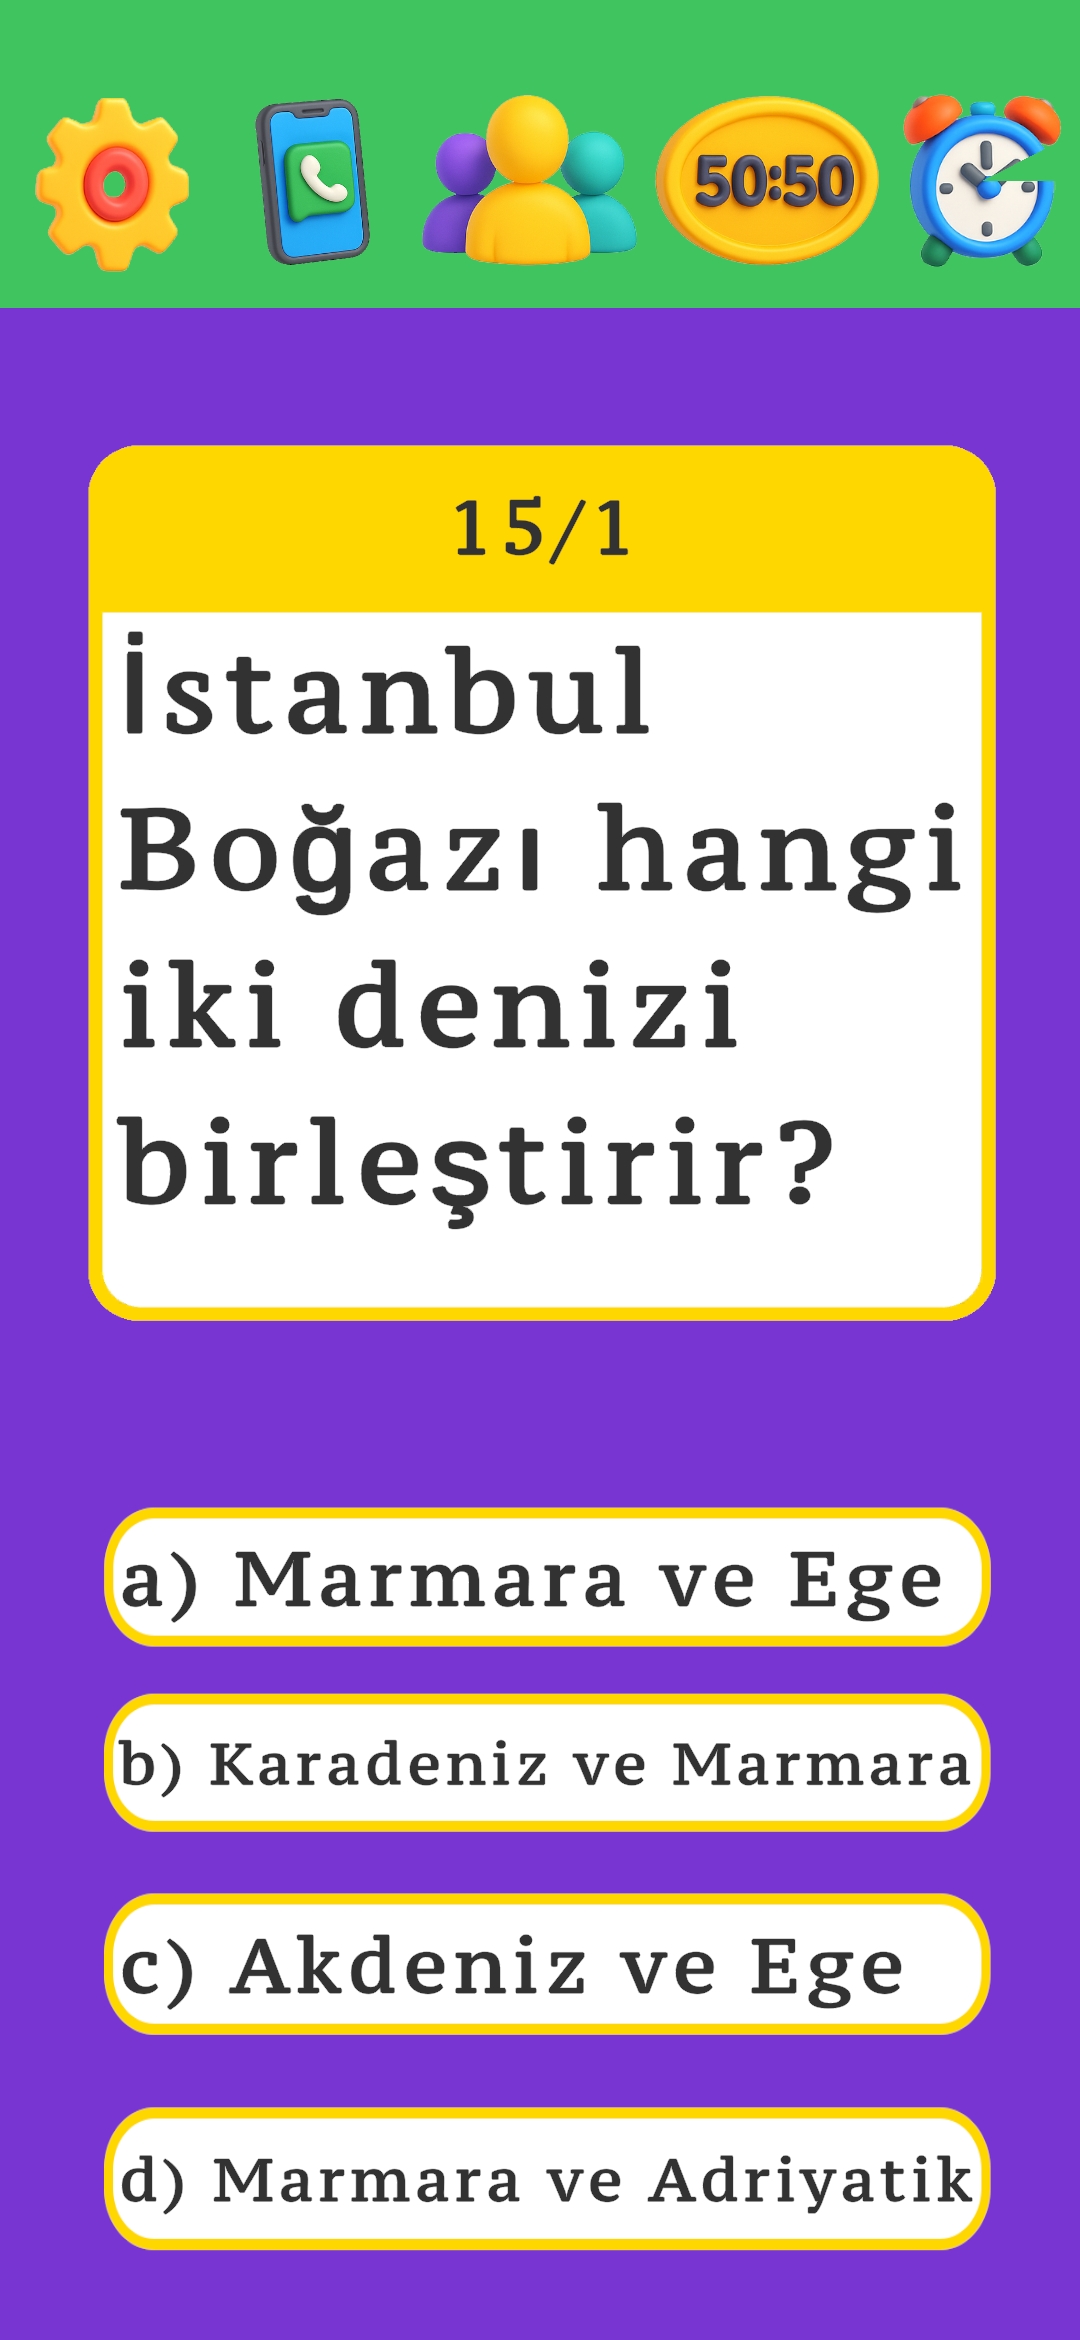 50:50
15/1
İstanbul
Boğazı hangi
iki denizi
birleştirir?
a) Marmara ve Ege
b) Karadeniz ve Marmara
c) Akdeniz ve Ege
d) Marmara ve Adriyatik